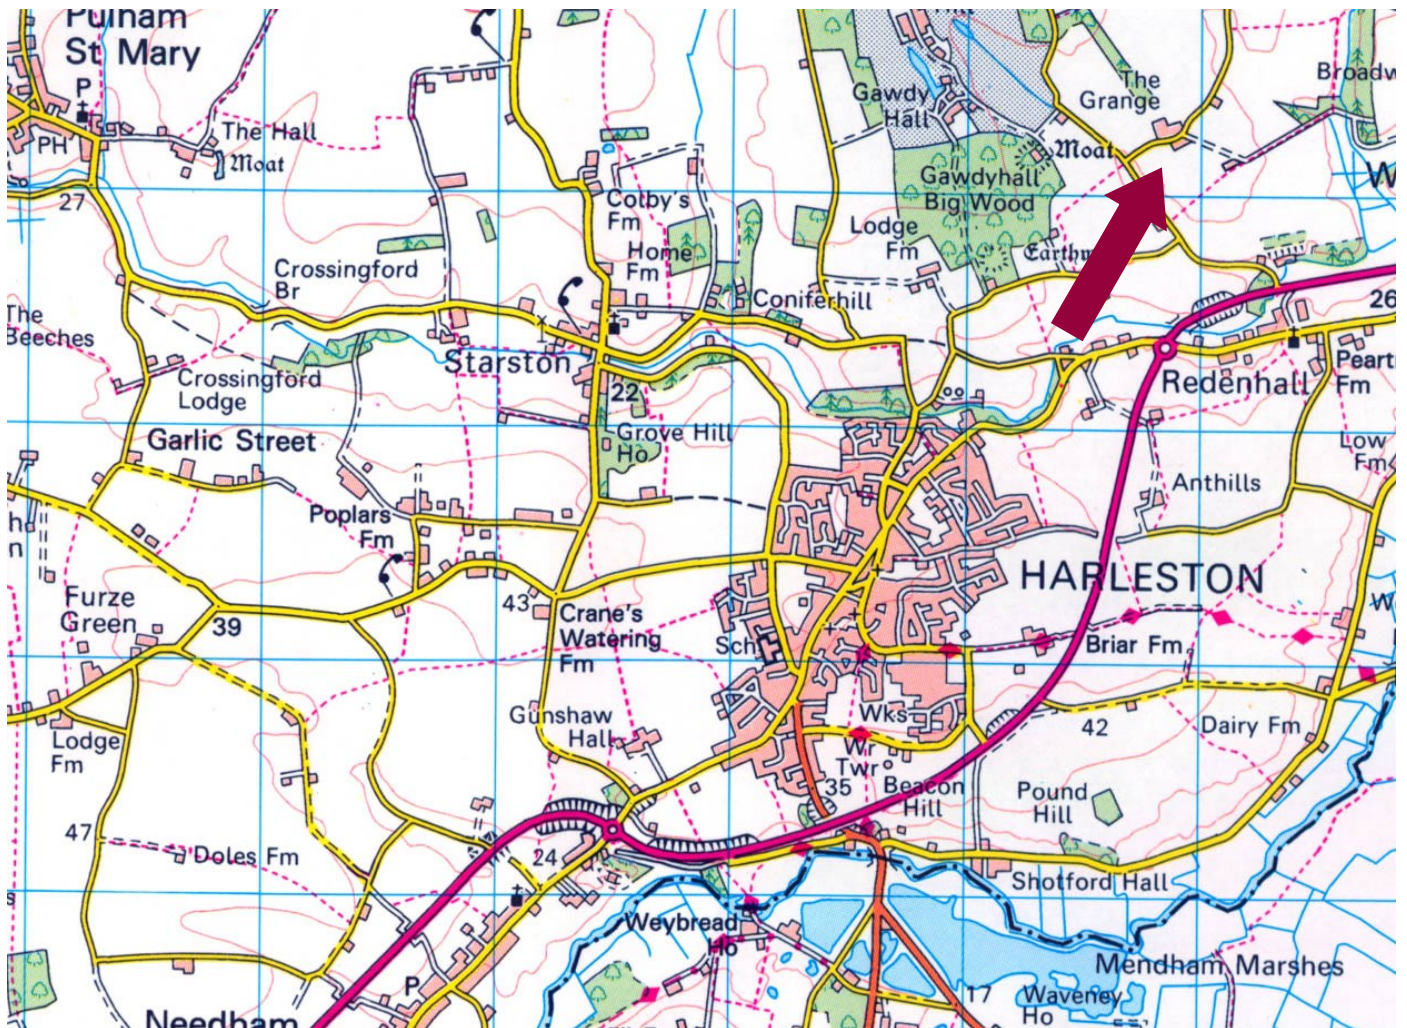 Pulham
St Mary
P
PH
The Hall
Moat
27
Gawdy
Hall
The
Grange
Moat
Gawdyhall
Big Wood
Colby's
Fm
Home
Fm
Lodge
Fm
Crossingford
Br
Coniferhill
26
The
Beeches
Starston
22
Crossingford
Lodge
Redenhall
Fm
Garlic Street
Grove Hill
Ho
Low
Fm
Anthills
Poplars
Fm
HARLESTON
Furze
Green
39
43
Crane's
Watering
Fm
Sch
Briar Fm
Gunshaw
Hall
Wks
Wr
Twr
42
Dairy Fm
Lodge
Fm
35
Beacon
Hill
Pound
Hill
47
Doles Fm
24
Shotford Hall
Weybread
Ho
Mendham Marshes
P
17
Waveney
Ho
Needham